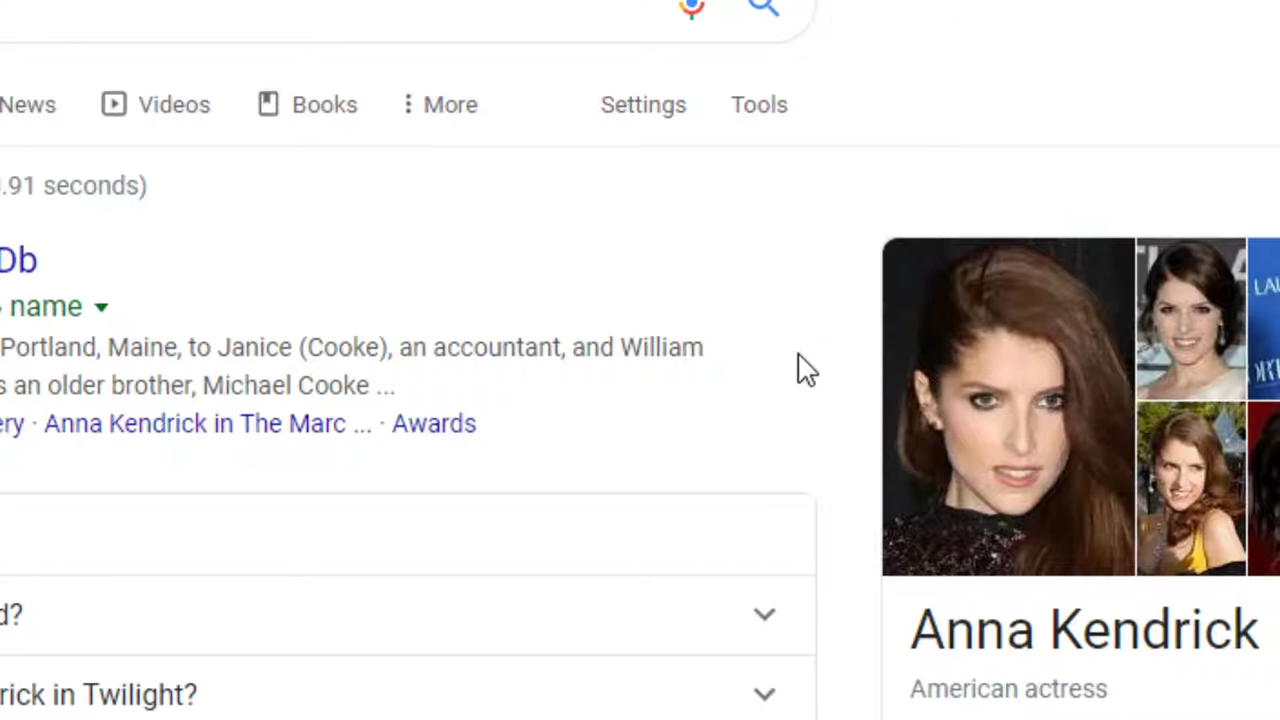 News Videos Books More Settings Tools
.91 seconds)
Db
name
Portland, Maine, to Janice (Cooke), an accountant, and William
s an older brother, Michael Cooke ...
ery · Anna Kendrick in The Marc ... · Awards
d?
rick in Twilight?
Anna Kendrick
American actress